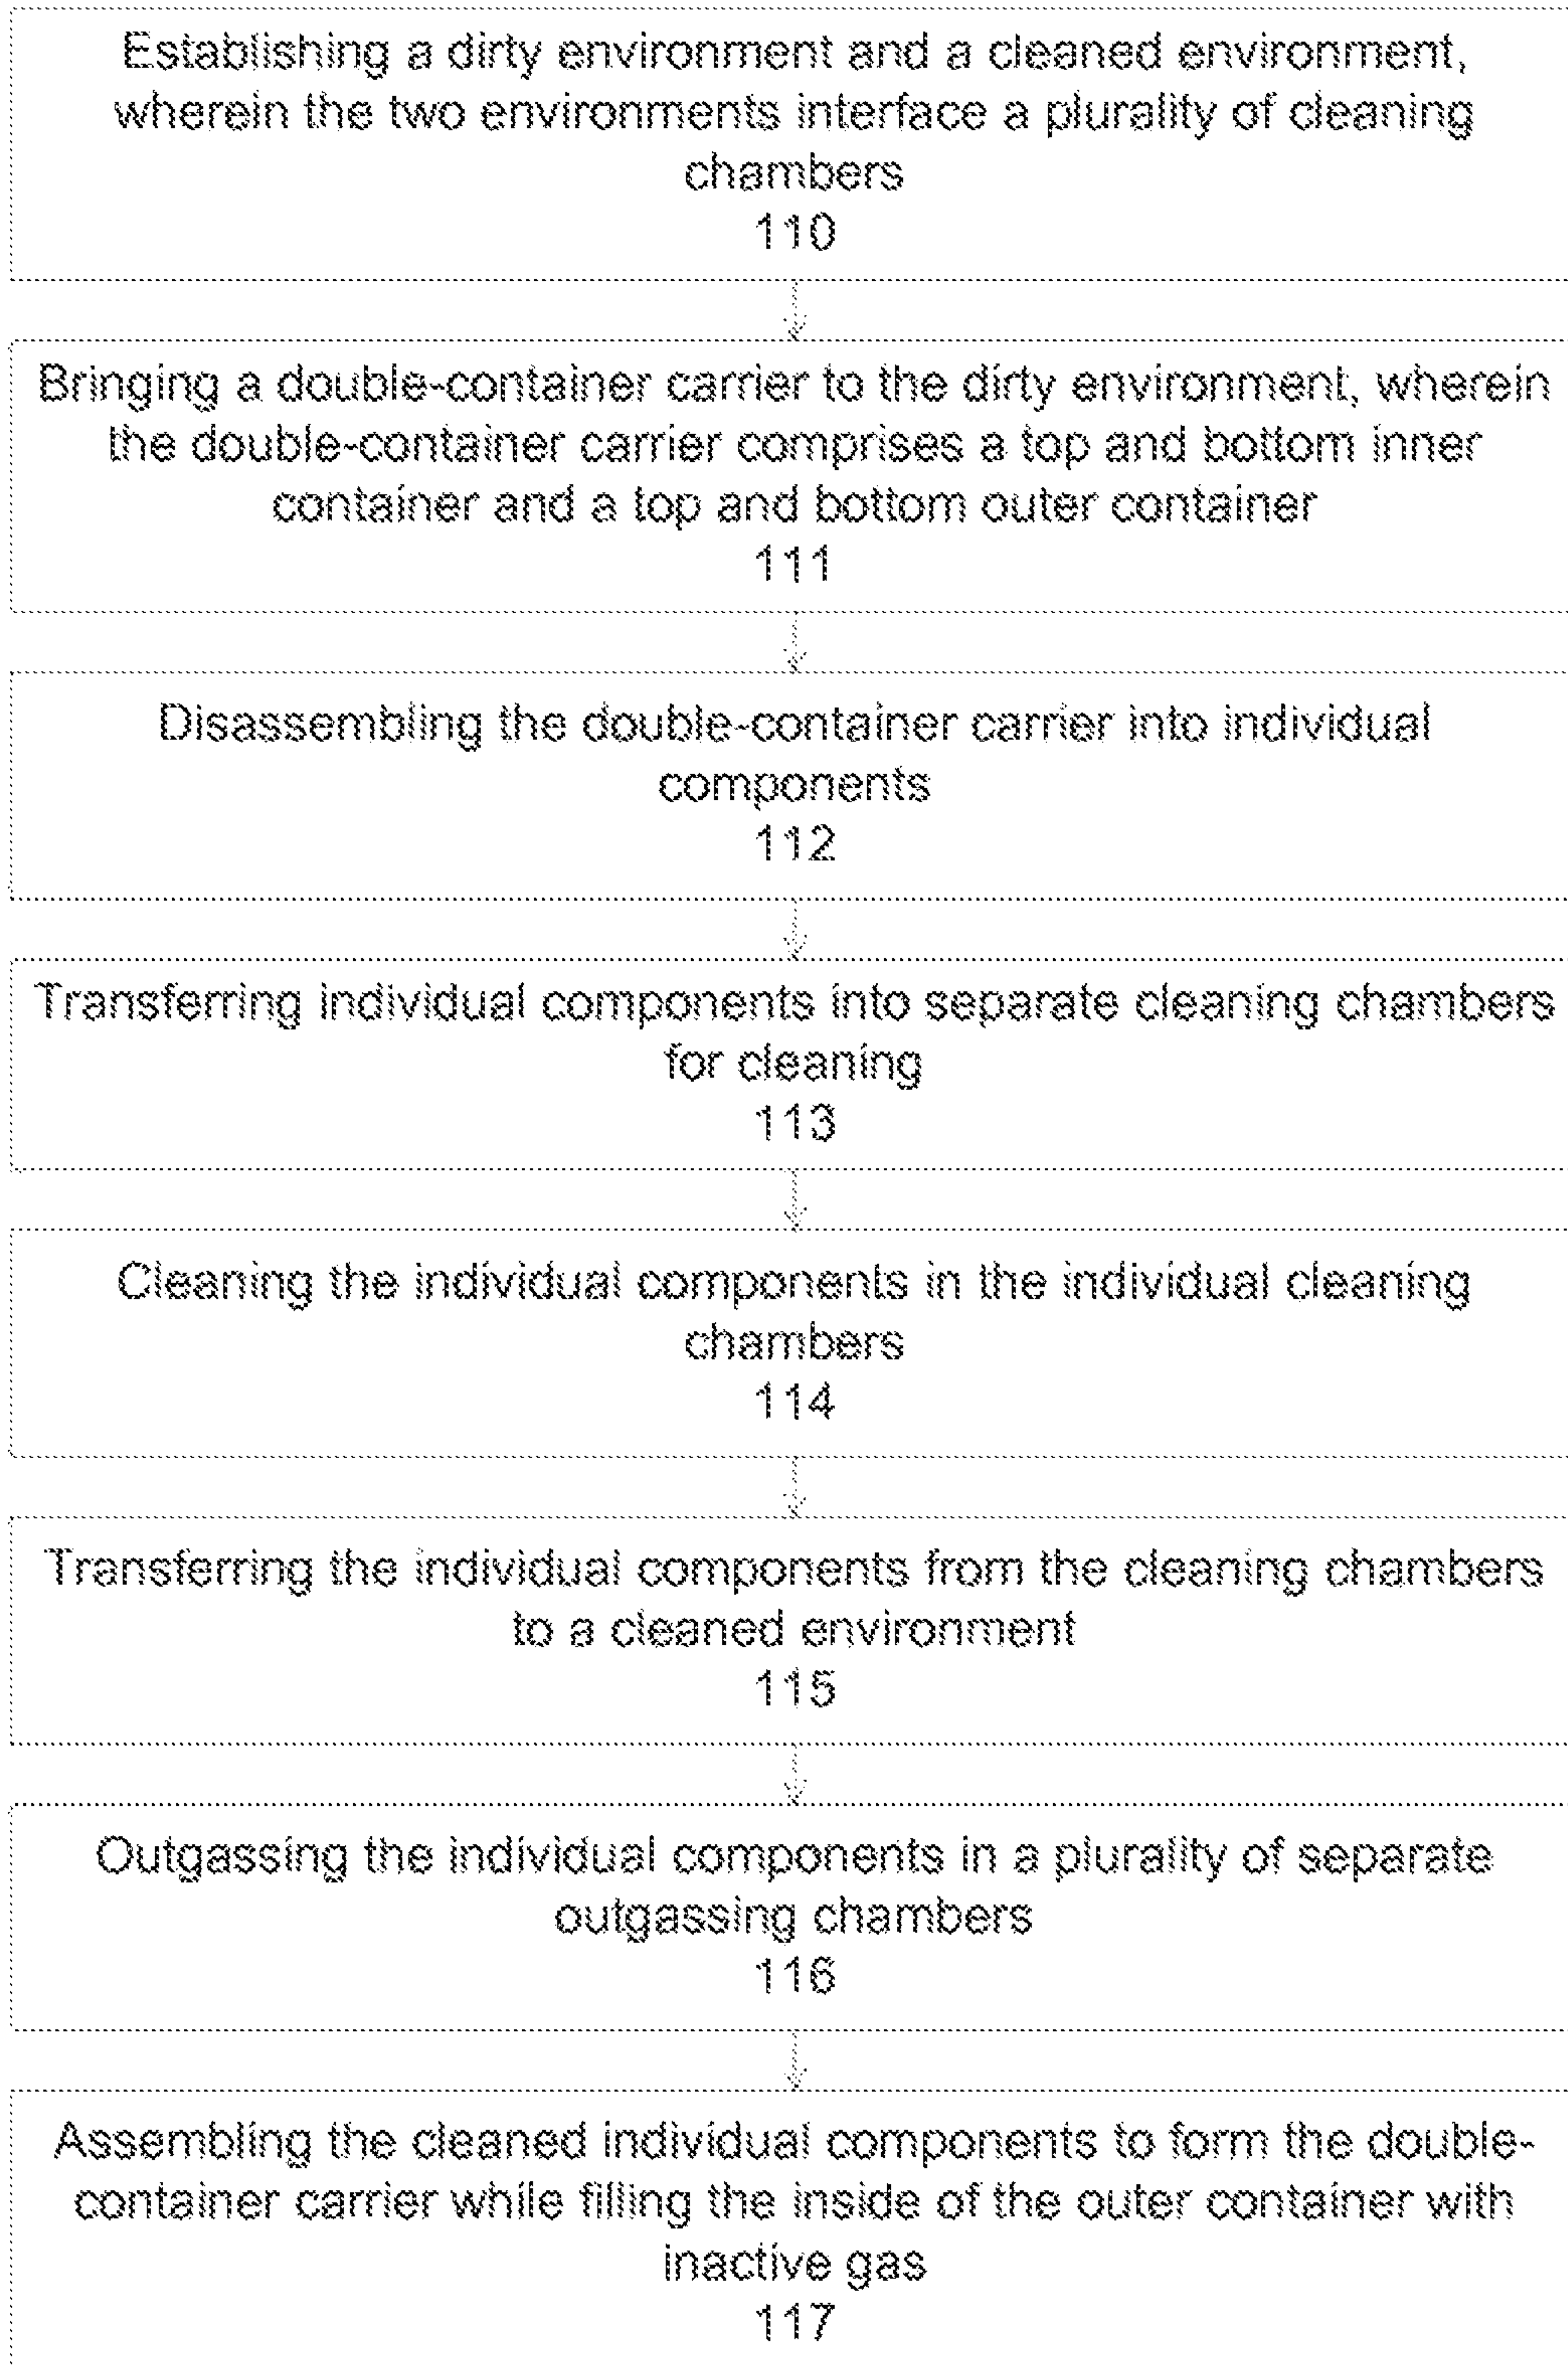 Establishing a dirty environment and a cleaned environment,
wherein the two environments interface a plurality of cleaning
chambers
110
Bringing a double-container carrier to the dirty environment, wherein
the double-container carrier comprises a top and bottom inner
container and a top and bottom outer container
111
Disassembling the double-container carrier into individual
components
112
Transferring individual components into separate cleaning chambers
for cleaning
113
Cleaning the individual components in the individual cleaning
chambers
114
Transferring the individual components from the cleaning chambers
to a cleaned environment
115
Outgassing the individual components in a plurality of separate
outgassing chambers
116
Assembling the cleaned individual components to form the double-
container carrier while filling the inside of the outer container with
inactive gas
117